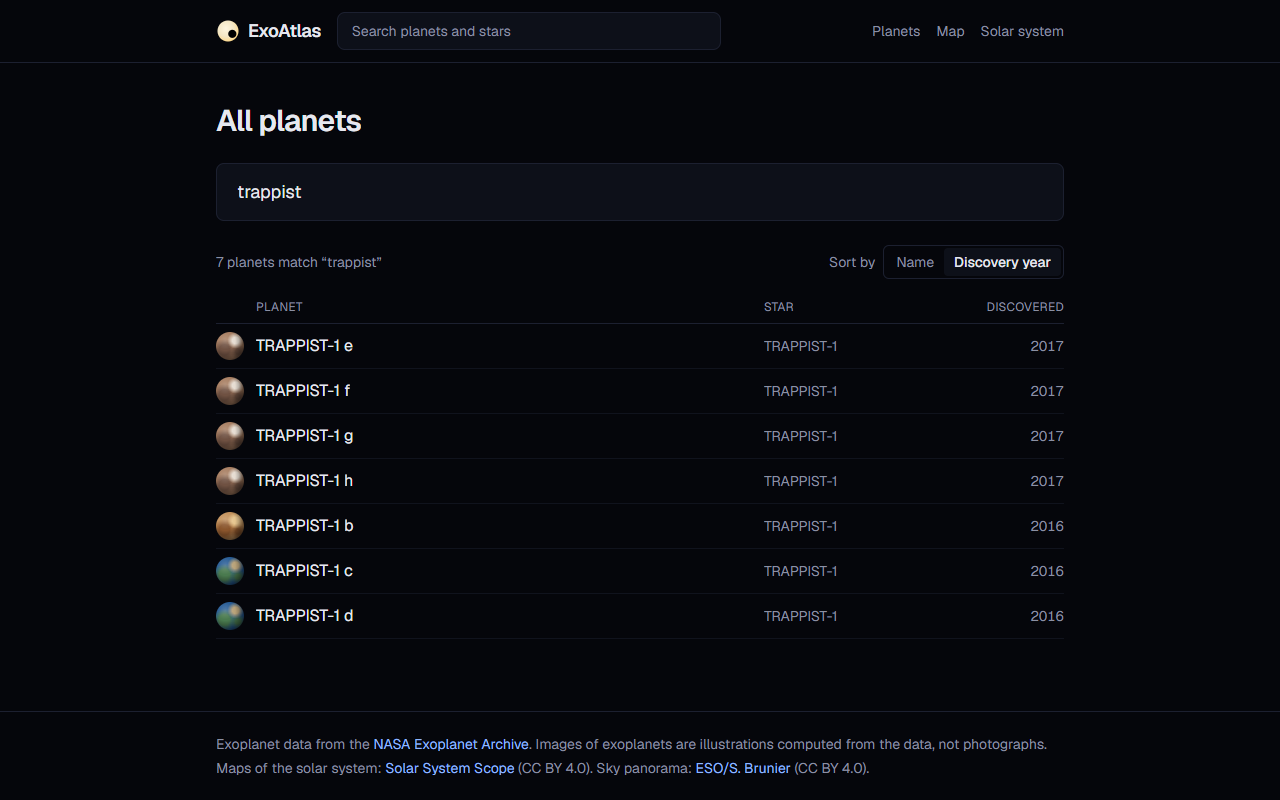 ExoAtlas
Search planets and stars
Planets Map Solar system
All planets
trappist
7 planets match “trappist”
Sort by Name Discovery year
PLANET STAR DISCOVERED
TRAPPIST-1 e TRAPPIST-1 2017
TRAPPIST-1 f TRAPPIST-1 2017
TRAPPIST-1 g TRAPPIST-1 2017
TRAPPIST-1 h TRAPPIST-1 2017
TRAPPIST-1 b TRAPPIST-1 2016
TRAPPIST-1 c TRAPPIST-1 2016
TRAPPIST-1 d TRAPPIST-1 2016
Exoplanet data from the NASA Exoplanet Archive. Images of exoplanets are illustrations computed from the data, not photographs.
Maps of the solar system: Solar System Scope (CC BY 4.0). Sky panorama: ESO/S. Brunier (CC BY 4.0).